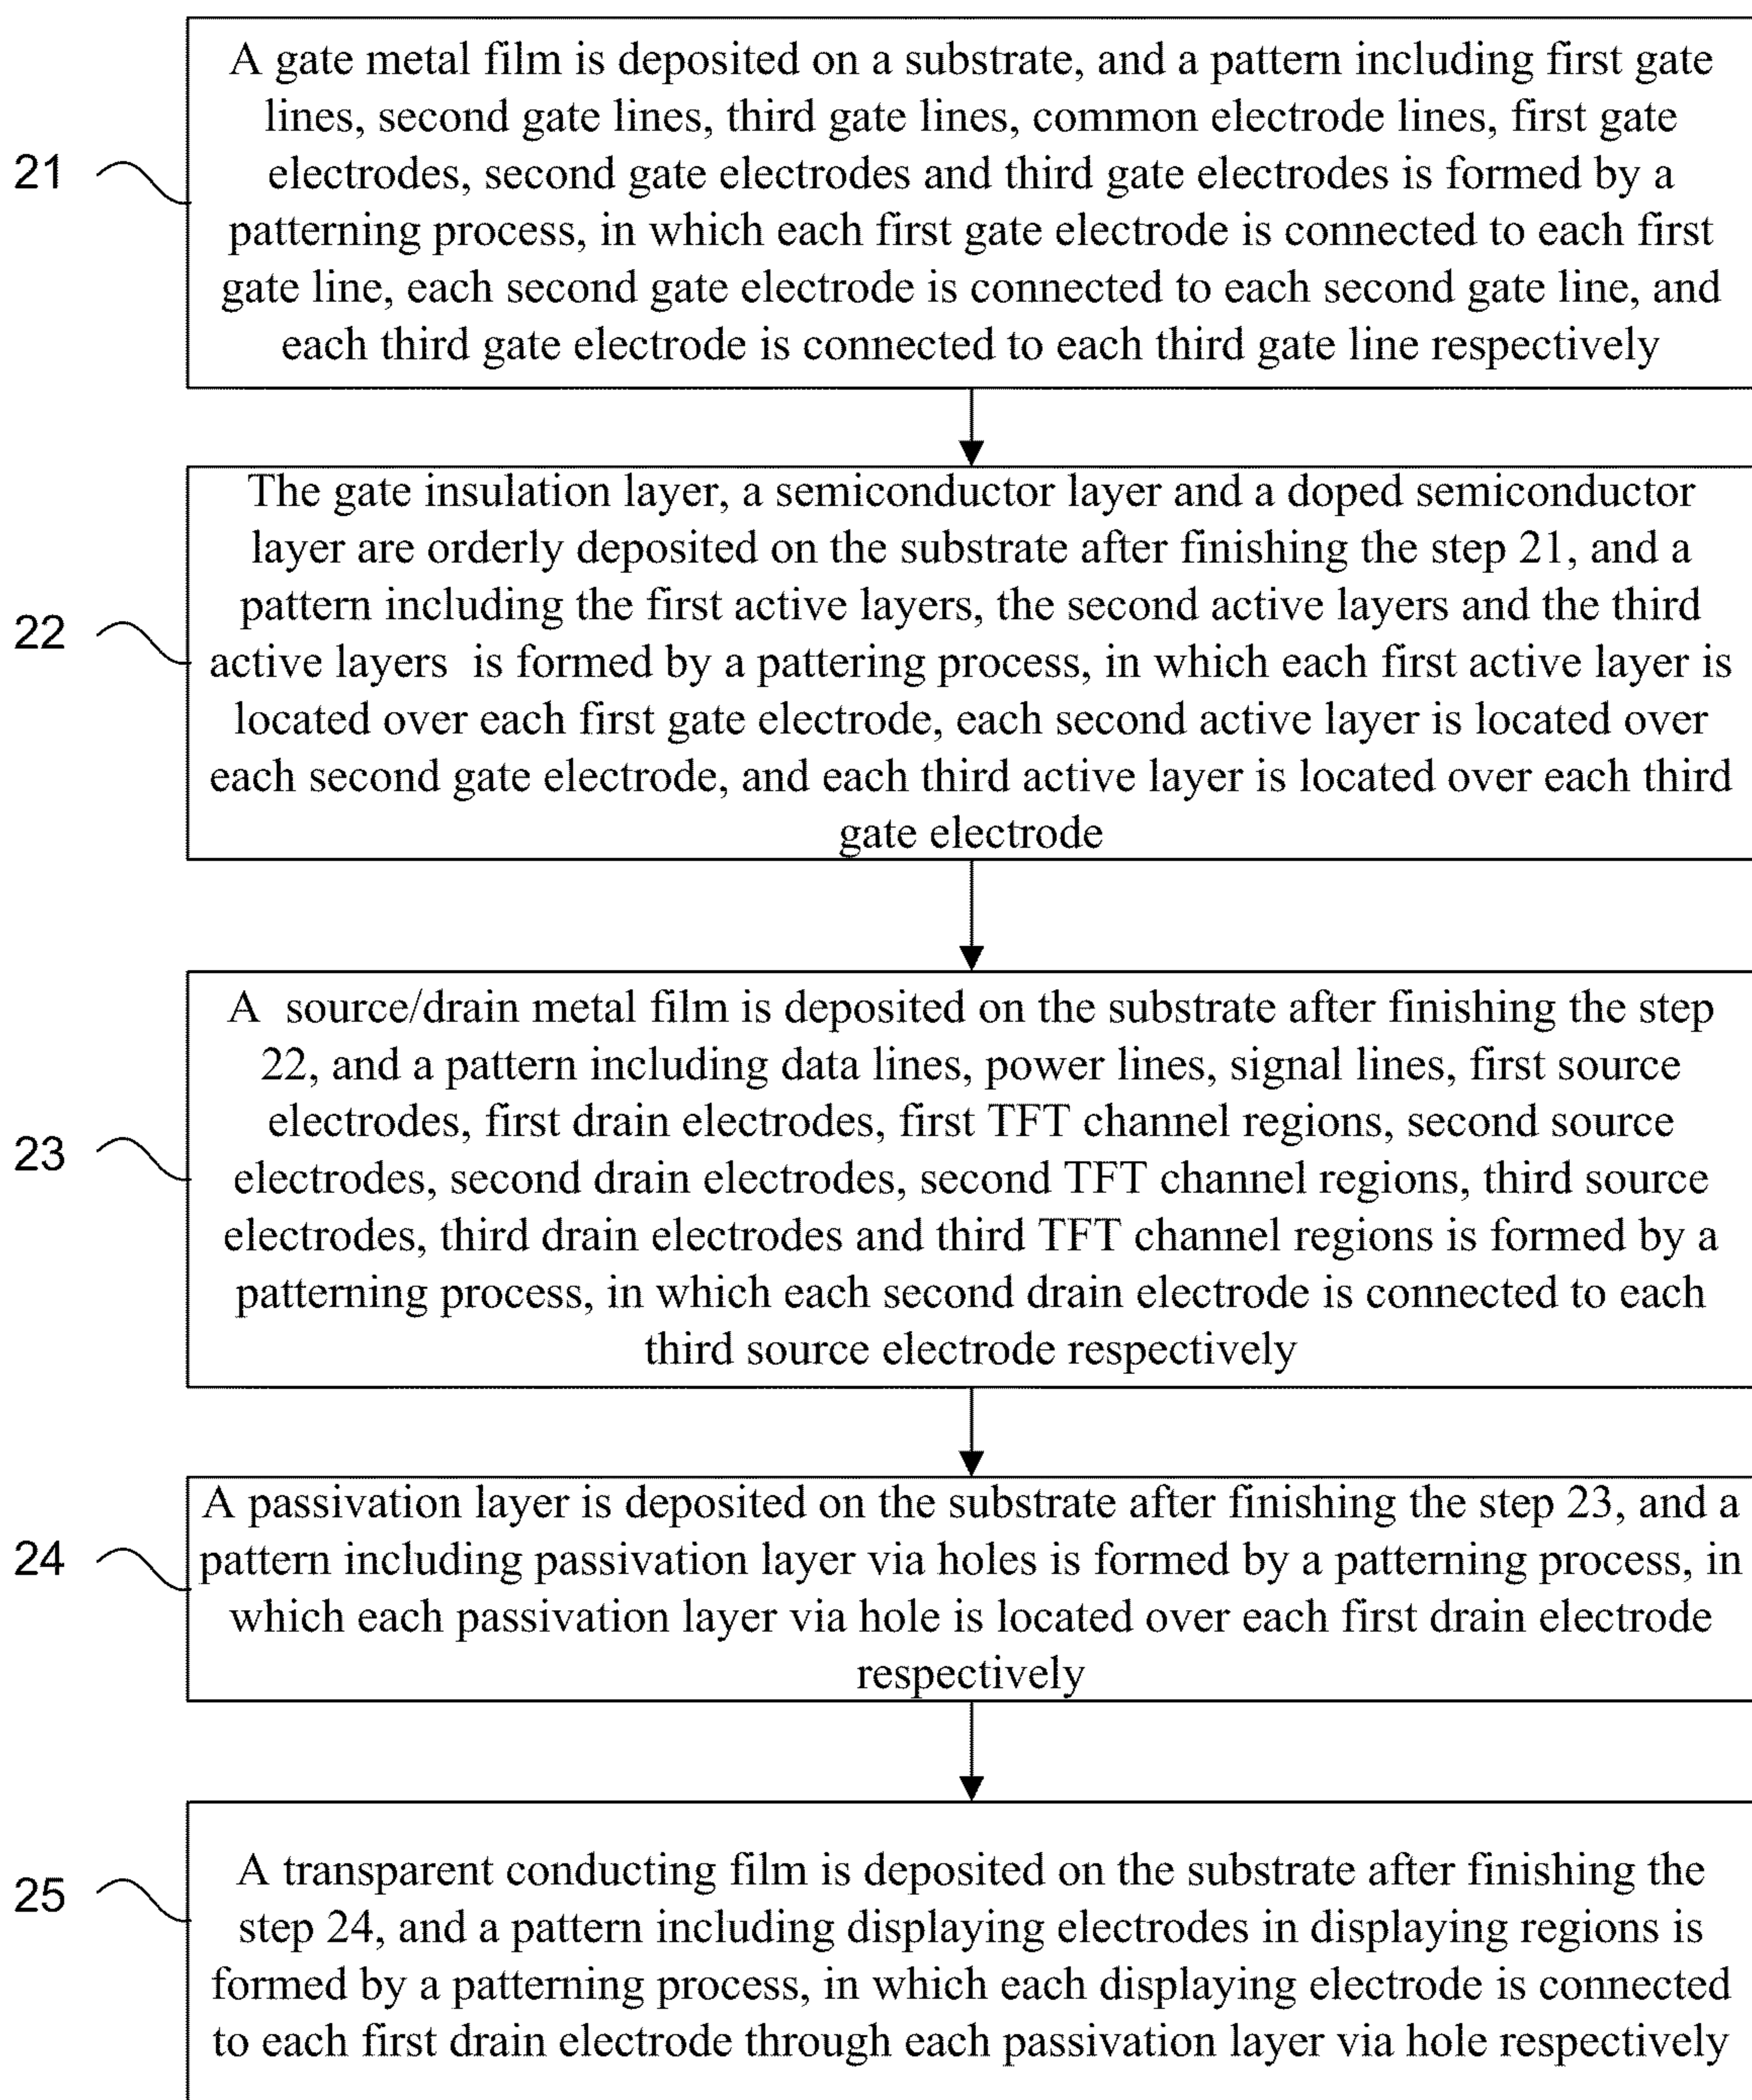 A gate metal film is deposited on a substrate, and a pattern including first gate
lines, second gate lines, third gate lines, common electrode lines, first gate
21
electrodes, second gate electrodes and third gate electrodes is formed by a
patterning process, in which each first gate electrode is connected to each first
gate line, each second gate electrode is connected to each second gate line, and
each third gate electrode is connected to each third gate line respectively
The gate insulation layer, a semiconductor layer and a doped semiconductor
layer are orderly deposited on the substrate after finishing the step 21, and a
pattern including the first active layers, the second active layers and the third
22
active layers is formed by a pattering process, in which each first active layer is
located over each first gate electrode, each second active layer is located over
each second gate electrode, and each third active layer is located over each third
gate electrode
A source/drain metal film is deposited on the substrate after finishing the step
22, and a pattern including data lines, power lines, signal lines, first source
electrodes, first drain electrodes, first TFT channel regions, second source
23
electrodes, second drain electrodes, second TFT channel regions, third source
electrodes, third drain electrodes and third TFT channel regions is formed by a
patterning process, in which each second drain electrode is connected to each
third source electrode respectively
A passivation layer is deposited on the substrate after finishing the step 23, and a
24
pattern including passivation layer via holes is formed by a patterning process, in
which each passivation layer via hole is located over each first drain electrode
respectively
A transparent conducting film is deposited on the substrate after finishing the
25
step 24, and a pattern including displaying electrodes in displaying regions is
formed by a patterning process, in which each displaying electrode is connected
to each first drain electrode through each passivation layer via hole respectively